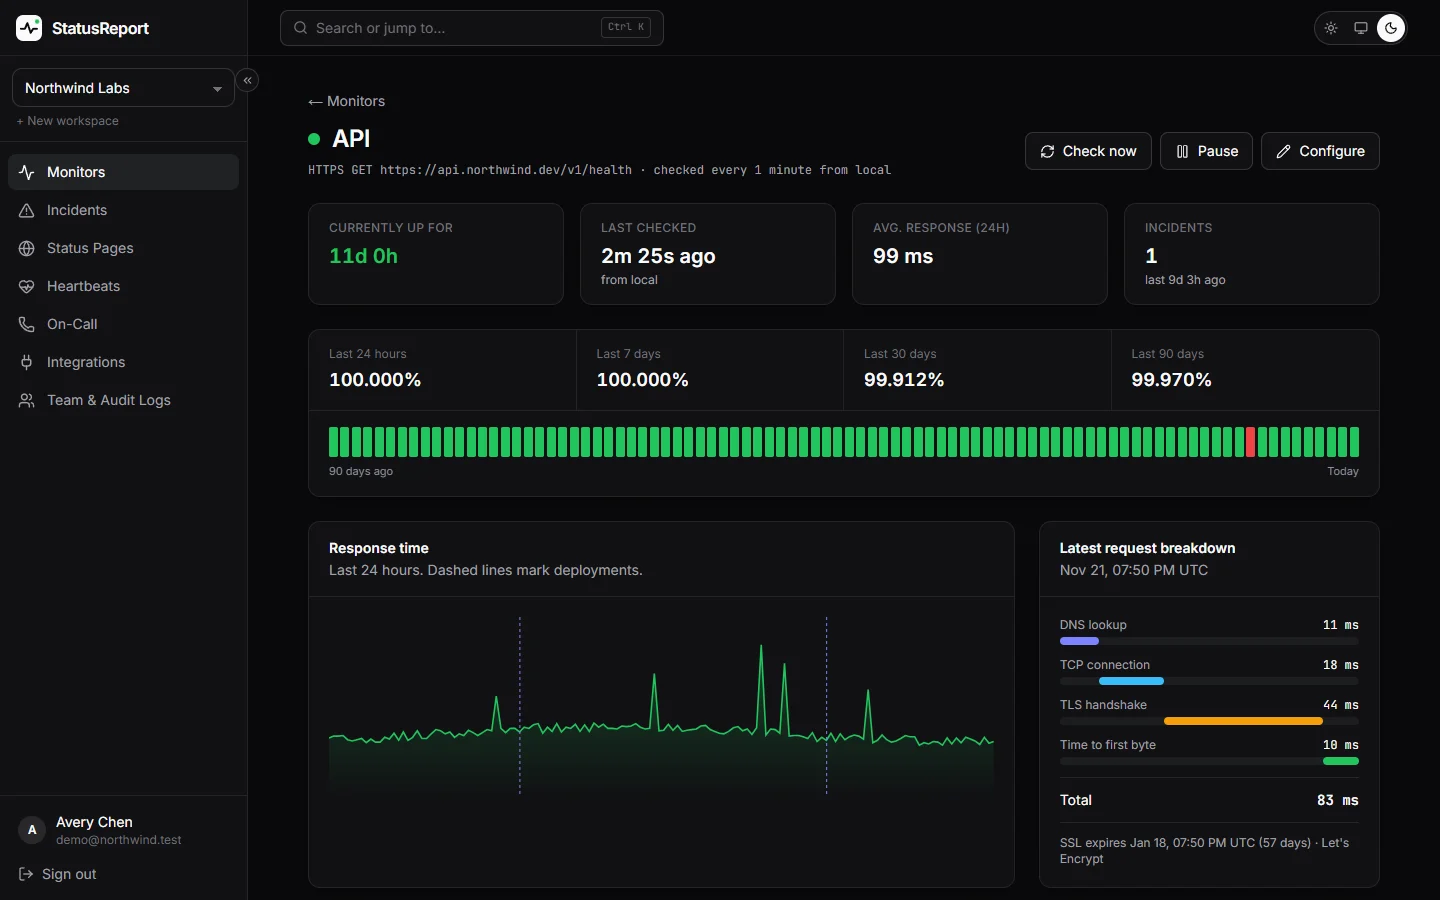 StatusReport
Search or jump to...
Ctrl K
Northwind Labs
+ New workspace
Monitors
Incidents
Status Pages
Heartbeats
On-Call
Integrations
Team & Audit Logs
← Monitors
API
HTTPS GET https://api.northwind.dev/v1/health · checked every 1 minute from local
Check now
Pause
Configure
CURRENTLY UP FOR
11d 0h
LAST CHECKED
2m 25s ago
from local
AVG. RESPONSE (24H)
99 ms
INCIDENTS
1
last 9d 3h ago
Last 24 hours
100.000%
Last 7 days
100.000%
Last 30 days
99.912%
Last 90 days
99.970%
90 days ago
Today
Response time
Last 24 hours. Dashed lines mark deployments.
Latest request breakdown
Nov 21, 07:50 PM UTC
DNS lookup
11 ms
TCP connection
18 ms
TLS handshake
44 ms
Time to first byte
10 ms
Total
83 ms
SSL expires Jan 18, 07:50 PM UTC (57 days) · Let's
Encrypt
A
Avery Chen
demo@northwind.test
Sign out